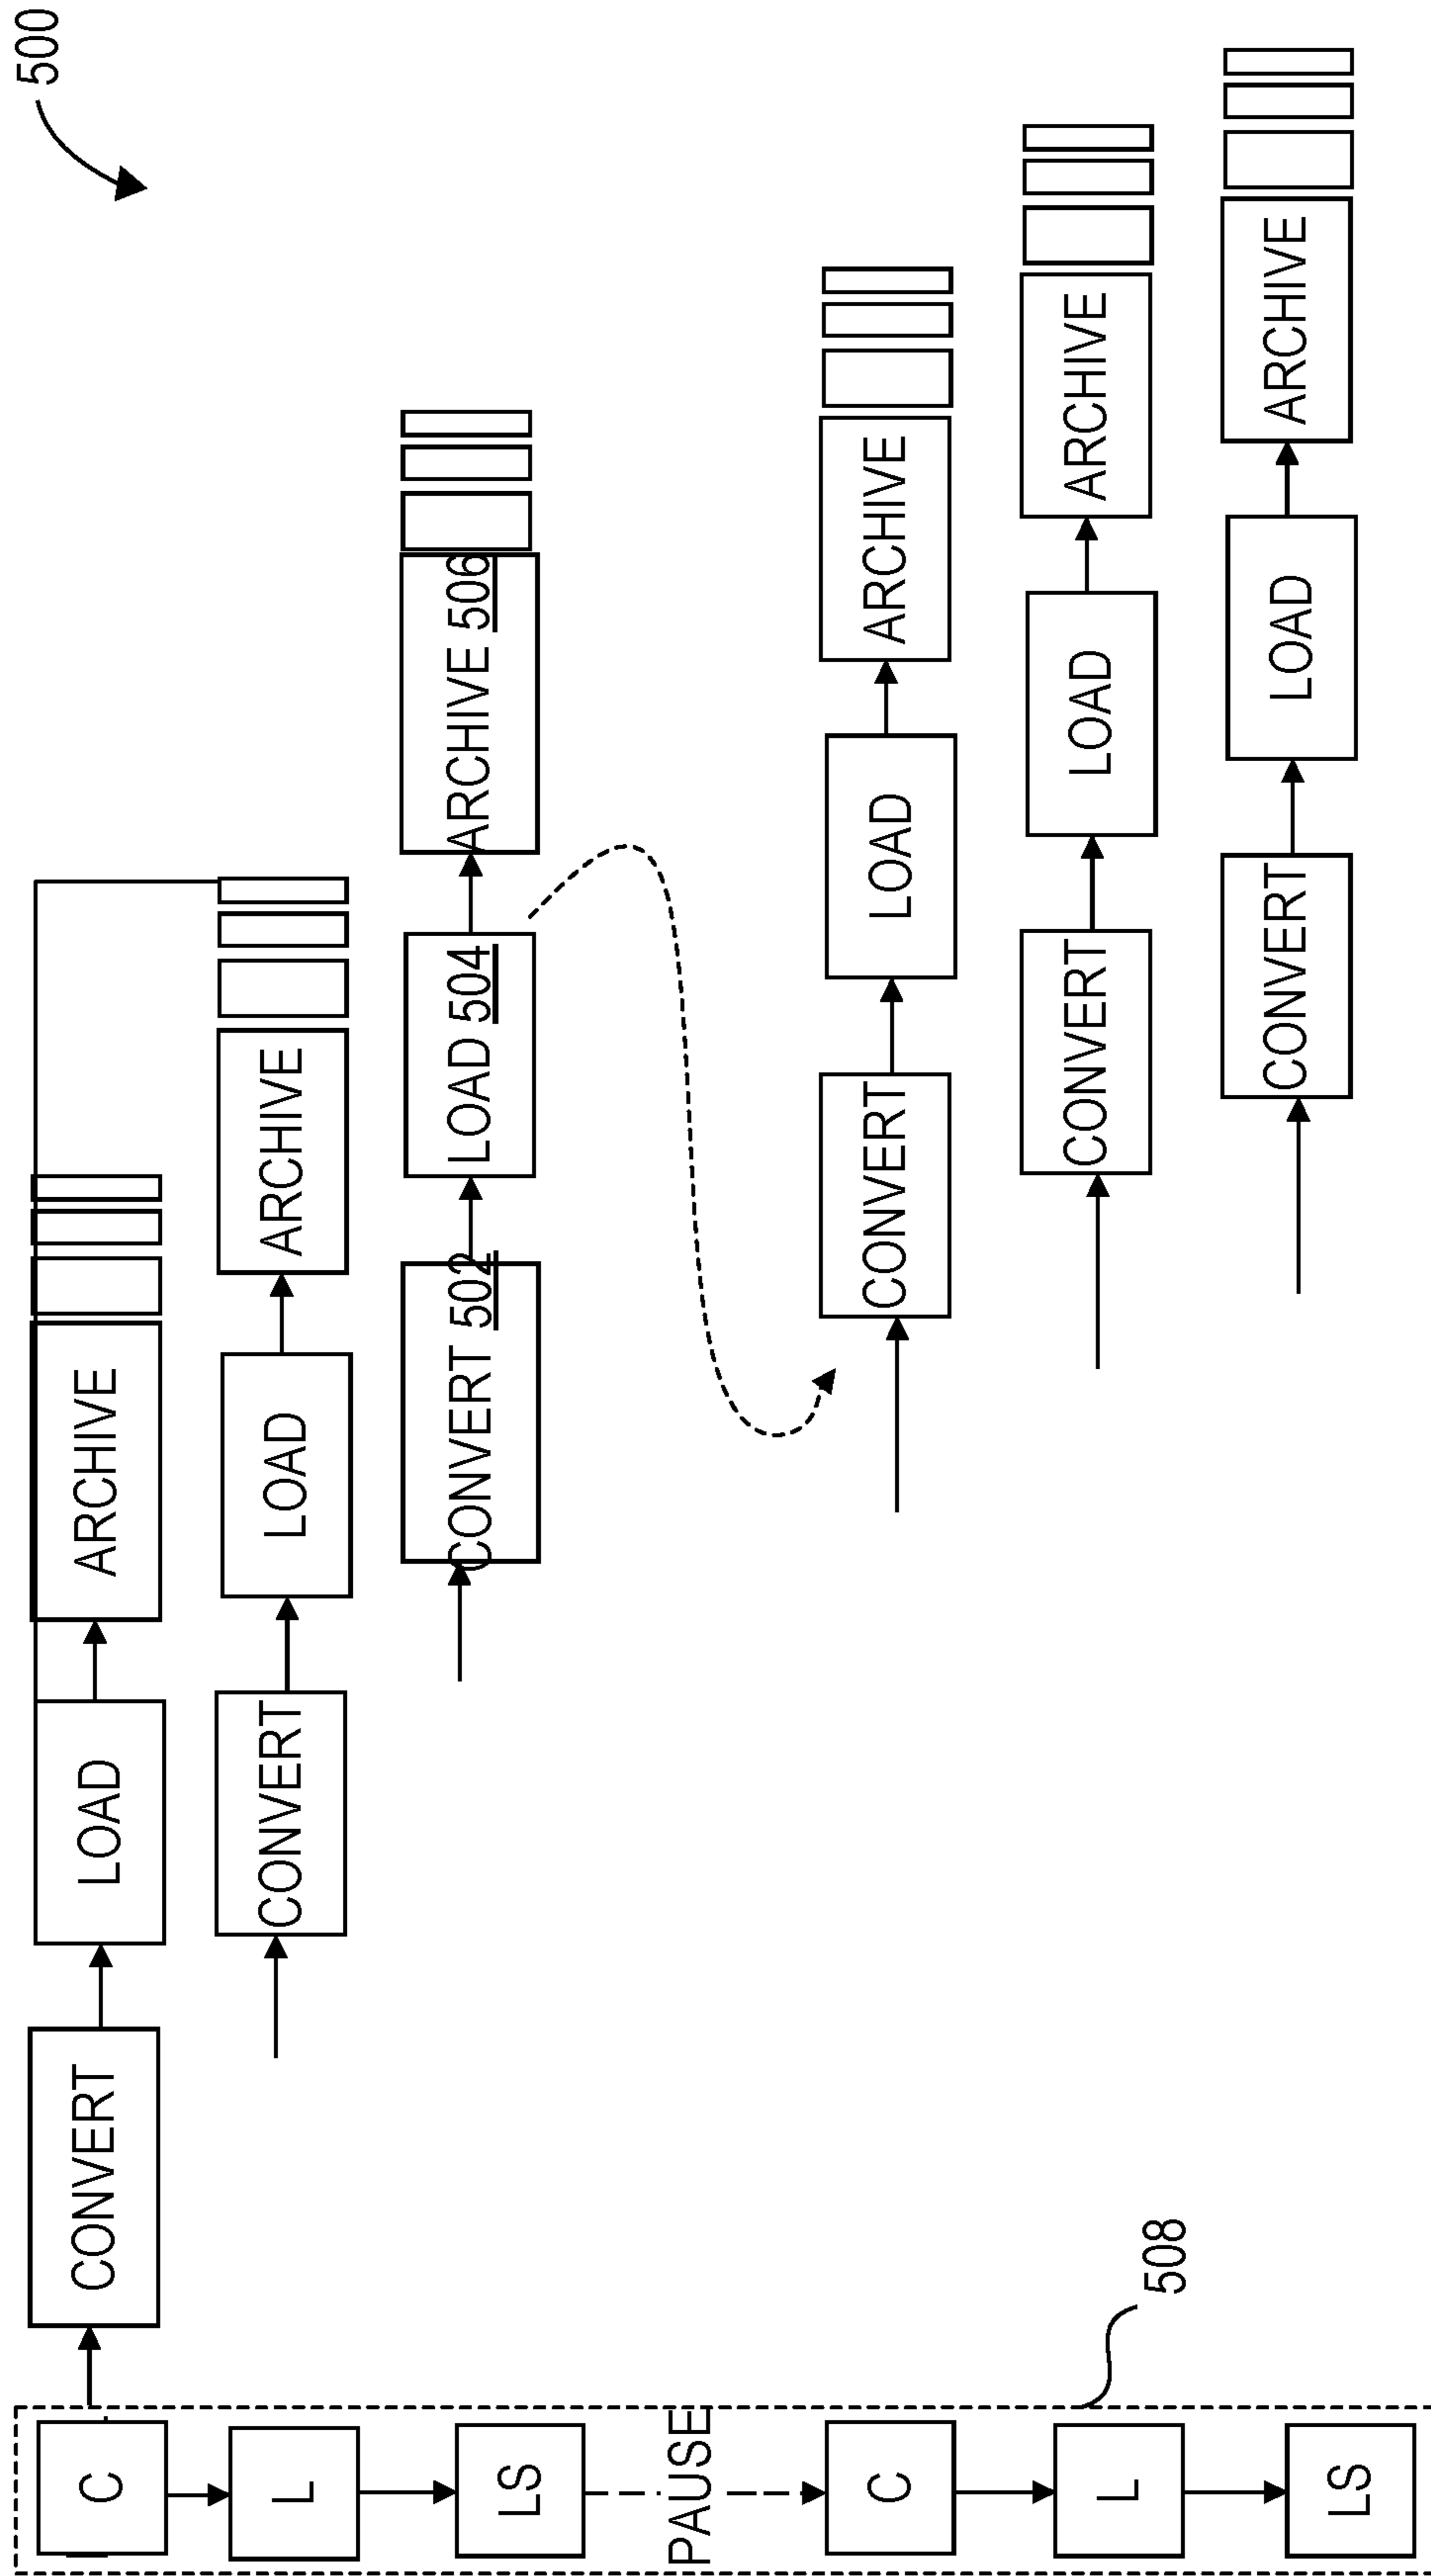 500
C
CONVERT
LOAD
ARCHIVE
L
CONVERT
LOAD
ARCHIVE
LS
CONVERT 502
LOAD 504
ARCHIVE 506
PAUSE
C
CONVERT
LOAD
ARCHIVE
L
CONVERT
LOAD
ARCHIVE
508
LS
CONVERT
LOAD
ARCHIVE